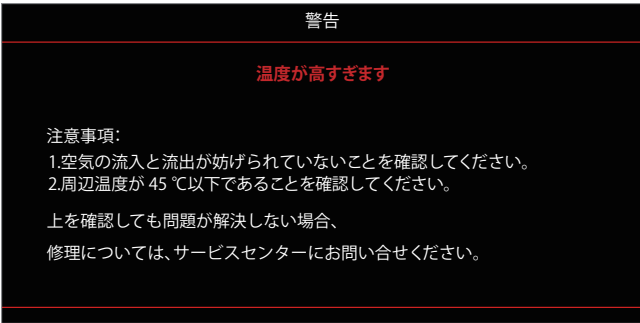 警告
温度が高すぎます
注意事項:
1.空気の流入と流出が妨げられていないことを確認してください。
2.周辺温度が 45 ℃以下であることを確認してください。
上を確認しても問題が解決しない場合、
修理については、サービスセンターにお問い合せください。